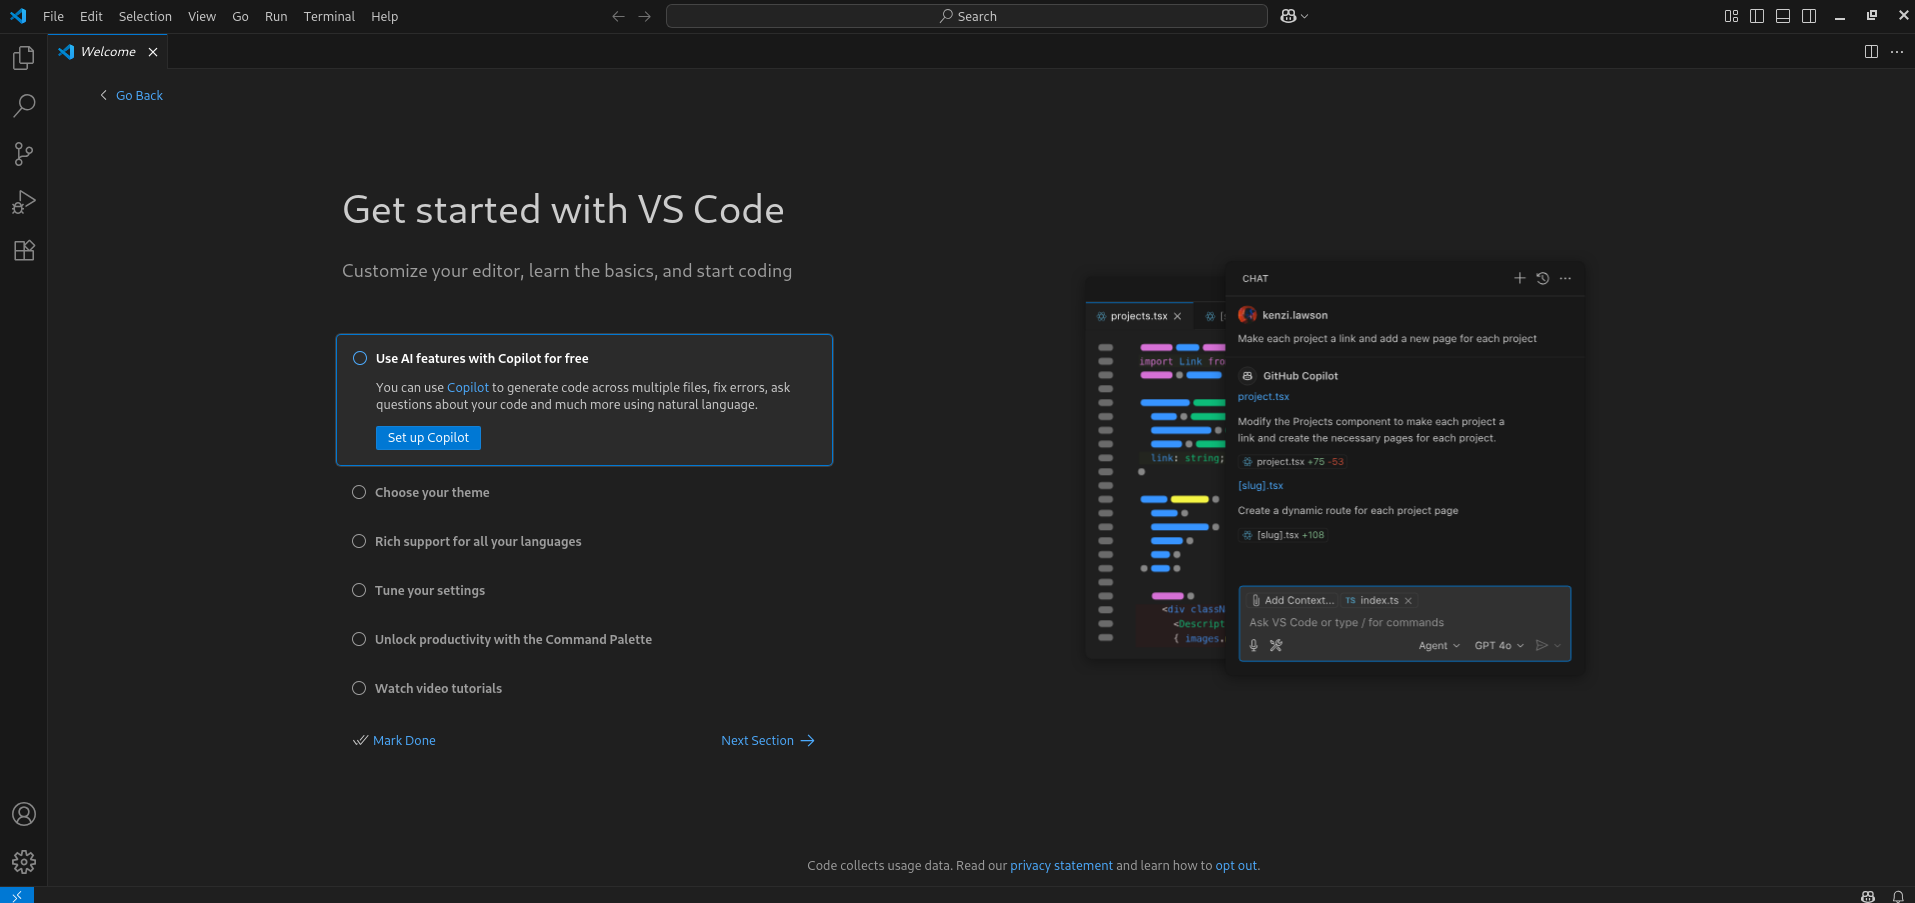 File Edit Selection View Go Run Terminal Help
Search
Welcome
Go Back
Get started with VS Code
Customize your editor, learn the basics, and start coding
Use AI features with Copilot for free
You can use Copilot to generate code across multiple files, fix errors, ask
questions about your code and much more using natural language.
Set up Copilot
Choose your theme
Rich support for all your languages
Tune your settings
Unlock productivity with the Command Palette
Watch video tutorials
Mark Done
Next Section
projects.tsx
import Link fro
link: string;
<div classN
<Descript
{ images.
CHAT
kenzi.lawson
Make each project a link and add a new page for each project
GitHub Copilot
project.tsx
Modify the Projects component to make each project a
link and create the necessary pages for each project.
project.tsx +75 -53
[slug].tsx
Create a dynamic route for each project page
[slug].tsx +108
Add Context... TS index.ts
Ask VS Code or type / for commands
Agent GPT 4o
Code collects usage data. Read our privacy statement and learn how to opt out.